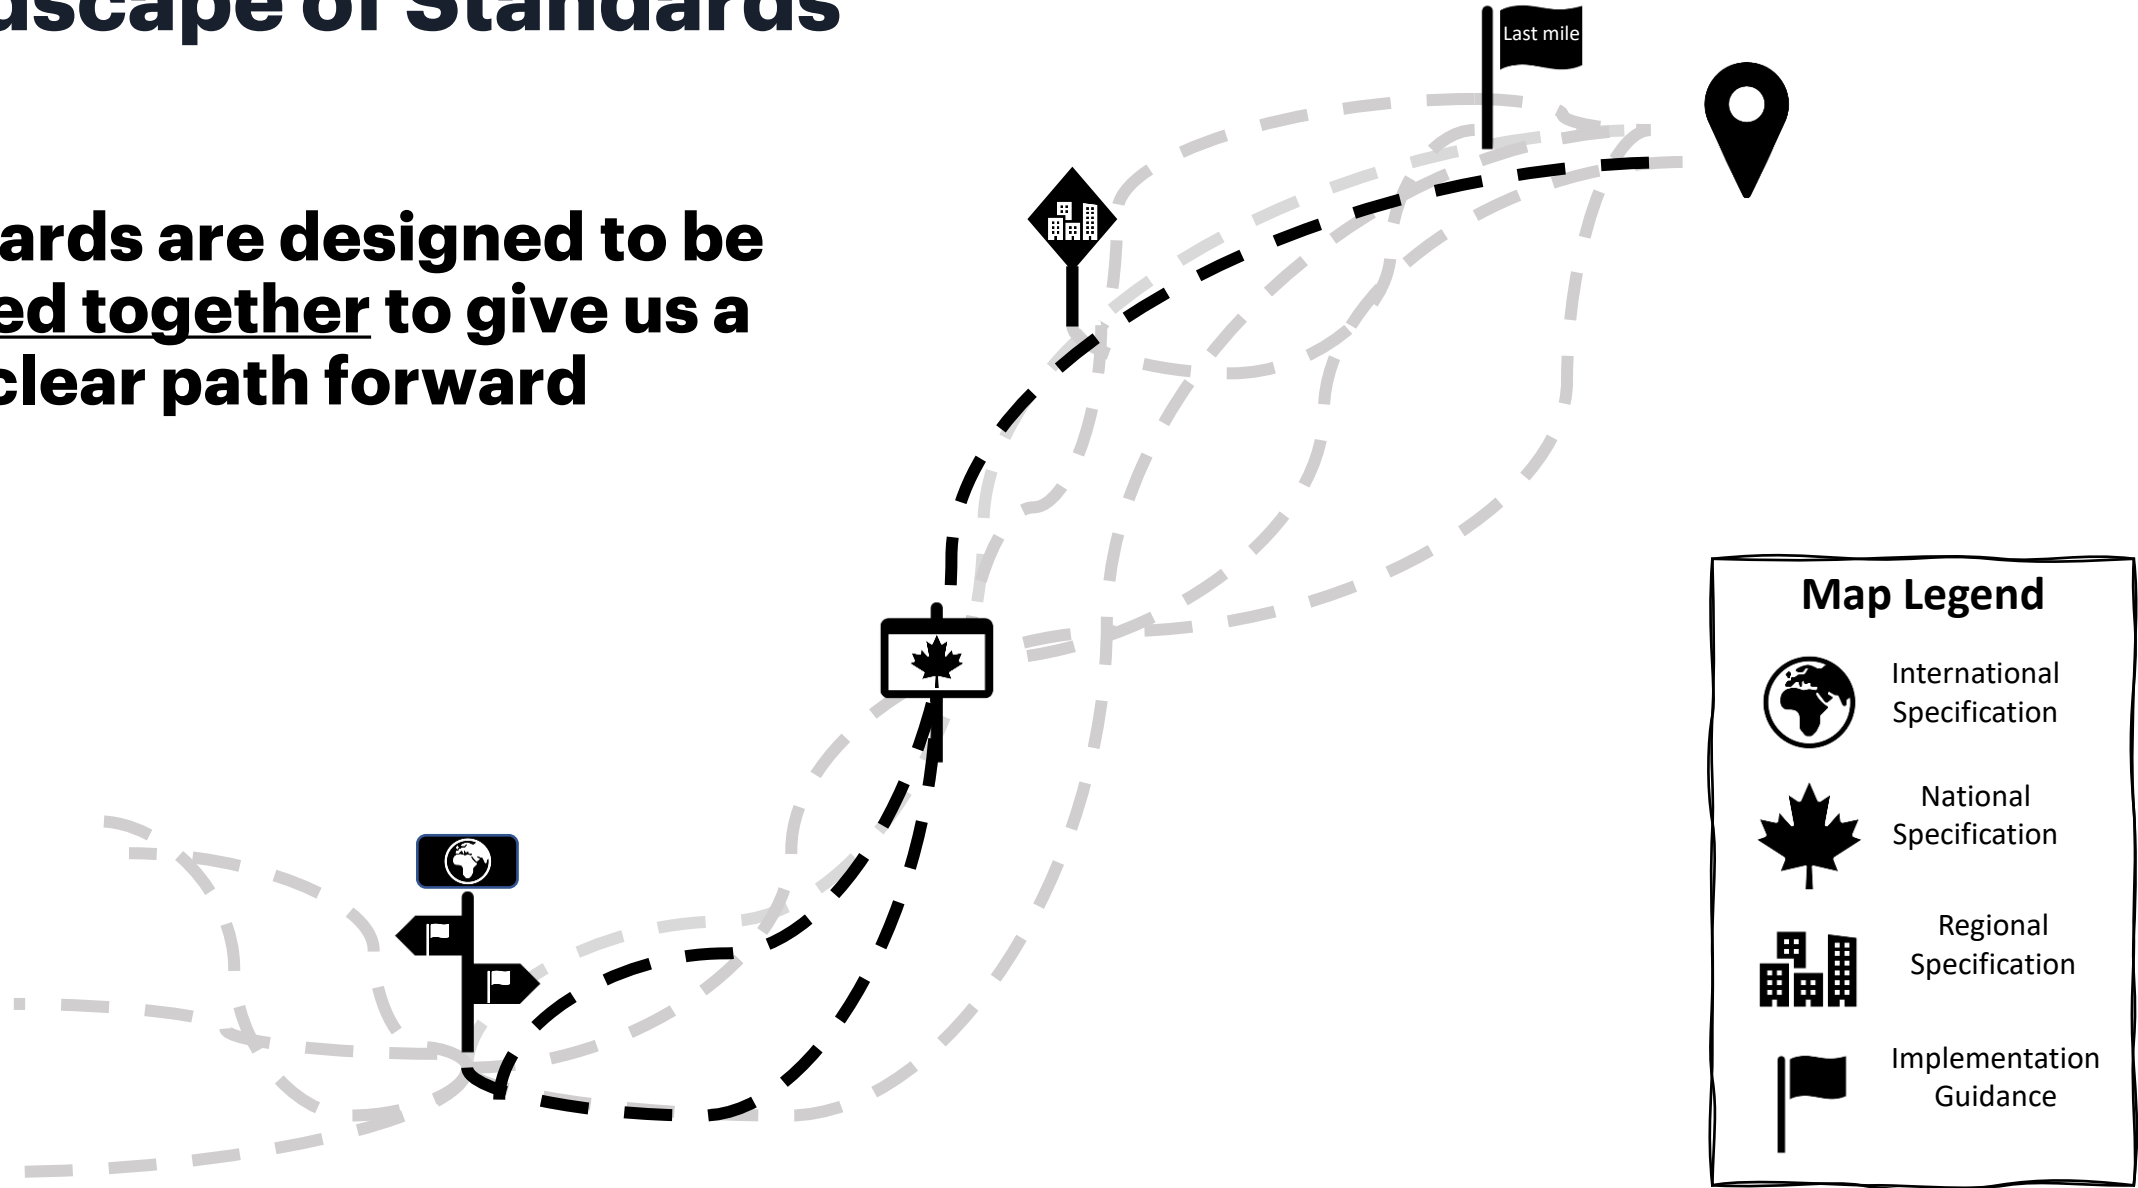 dscape of Standards
ards are designed to be
ed together to give us a
clear path forward
Last mile
Map Legend
International
Specification
National
Specification
Regional
Specification
Implementation
Guidance